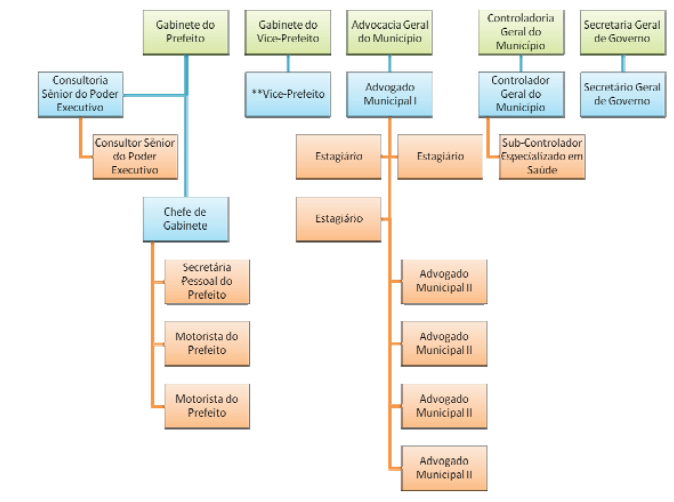 Gabinete do
Prefeito
Gabinete do
Vice-Prefeito
Advocacia Geral
do Município
Controladoria
Geral do
Município
Secretaria Geral
de Governo
Consultoria
Sênior do Poder
Executivo
**Vice-Prefeito
Advogado
Municipal I
Controlador
Geral do
Município
Secretário Geral
de Governo
Consultor Sênior
do Poder
Executivo
Estagiário
Estagiário
Sub-Controlador
Especializado em
Saúde
Chefe de
Gabinete
Estagiário
Secretária
Pessoal do
Prefeito
Advogado
Municipal II
Motorista do
Prefeito
Advogado
Municipal II
Motorista do
Prefeito
Advogado
Municipal II
Advogado
Municipal II